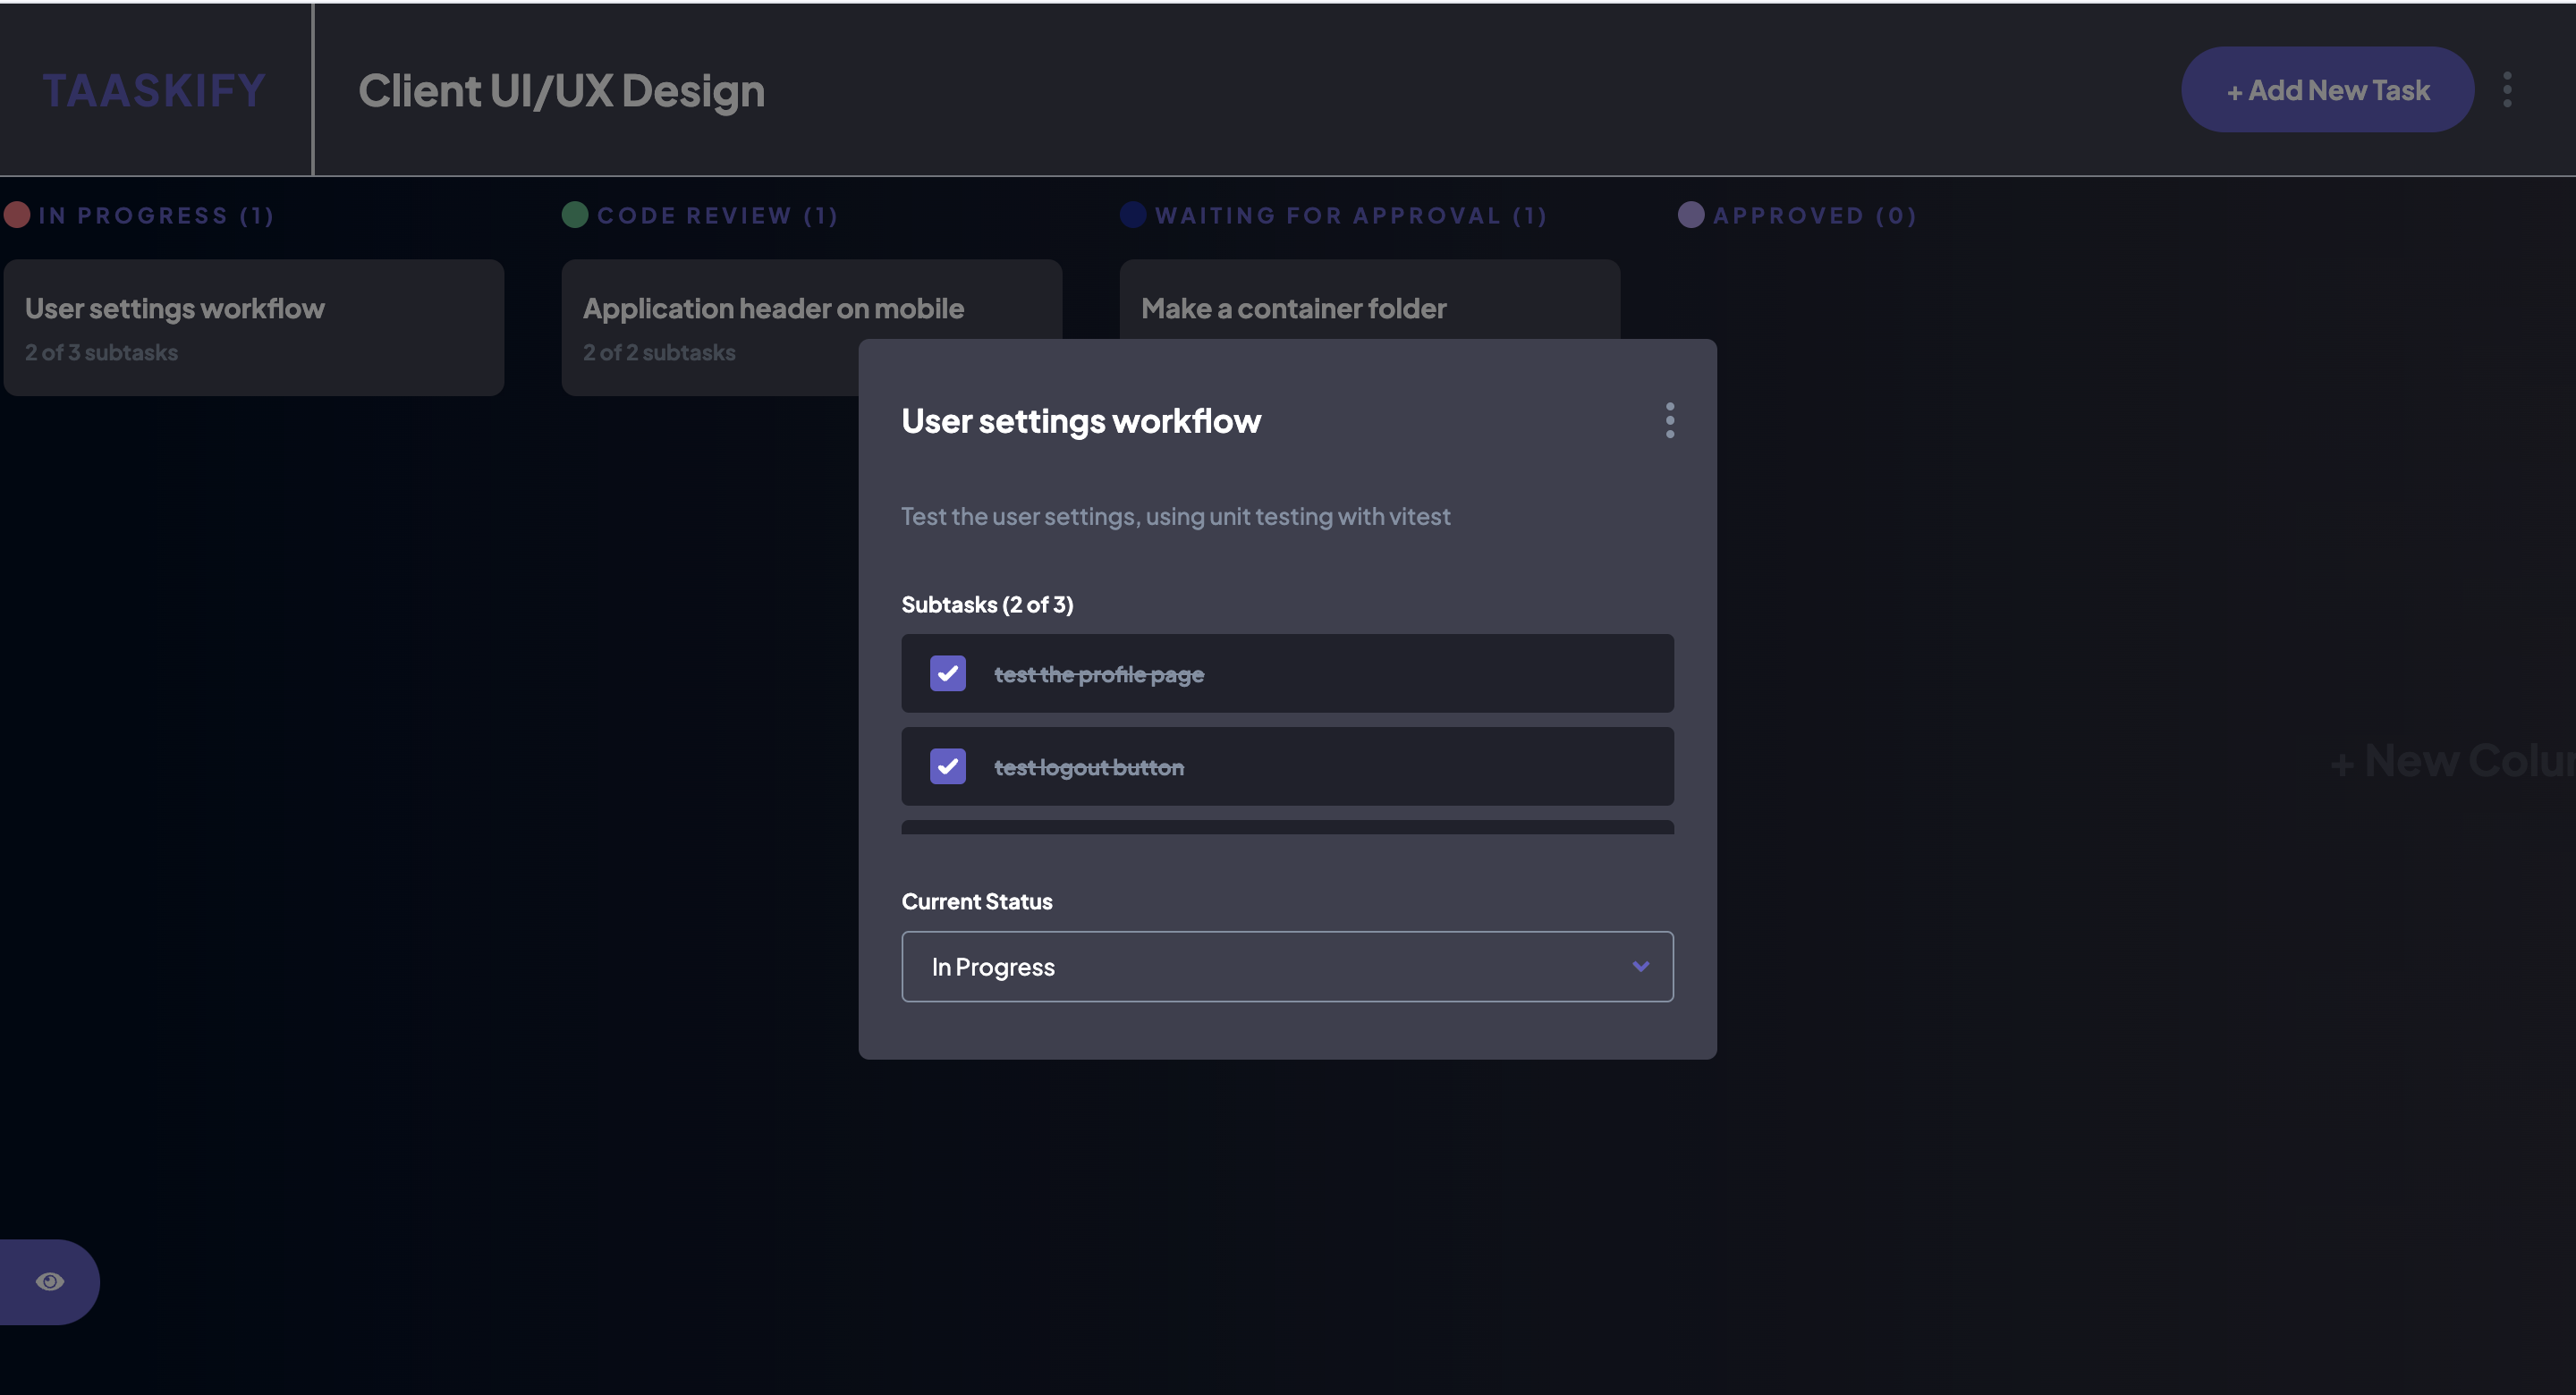 TAASKIFY
Client UI/UX Design
+ Add New Task
IN PROGRESS (1)
CODE REVIEW (1)
WAITING FOR APPROVAL (1)
APPROVED (0)
User settings workflow
2 of 3 subtasks
Application header on mobile
2 of 2 subtasks
Make a container folder
User settings workflow
Test the user settings, using unit testing with vitest
Subtasks (2 of 3)
test the profile page
test logout button
Current Status
In Progress
+ New